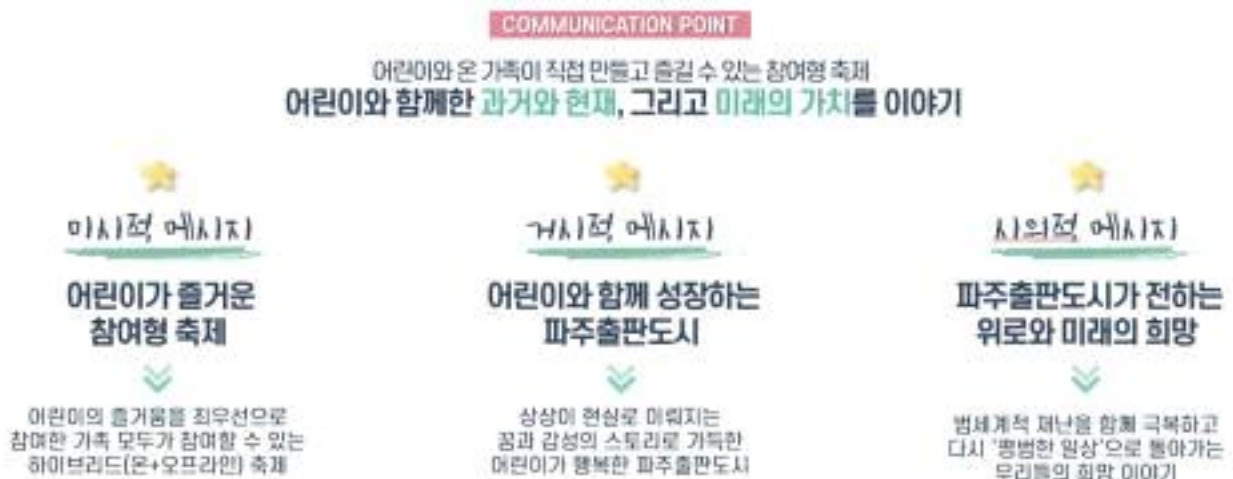 COMMUNICATION POINT
어린이와 온 가족이 직접 만들고 즐길 수 있는 참여형 축제
어린이와 함께한 과거와 현재, 그리고 미래의 가치를 이야기
미시적 메시지
어린이가 즐거운
참여형 축제
어린이의 즐거움을 최우선으로
참여한 가족 모두가 참여할 수 있는
하이브리드(온+오프라인) 축제
거시적 메시지
어린이와 함께 성장하는
파주출판도시
상상이 현실로 이뤄지는
꿈과 감성의 스토리로 가득한
어린이가 행복한 파주출판도시
시의적 메시지
파주출판도시가 전하는
위로와 미래의 희망
범세계적 재난을 함께 극복하고
다시 '평범한 일상'으로 돌아가는
우리들의 희망 이야기